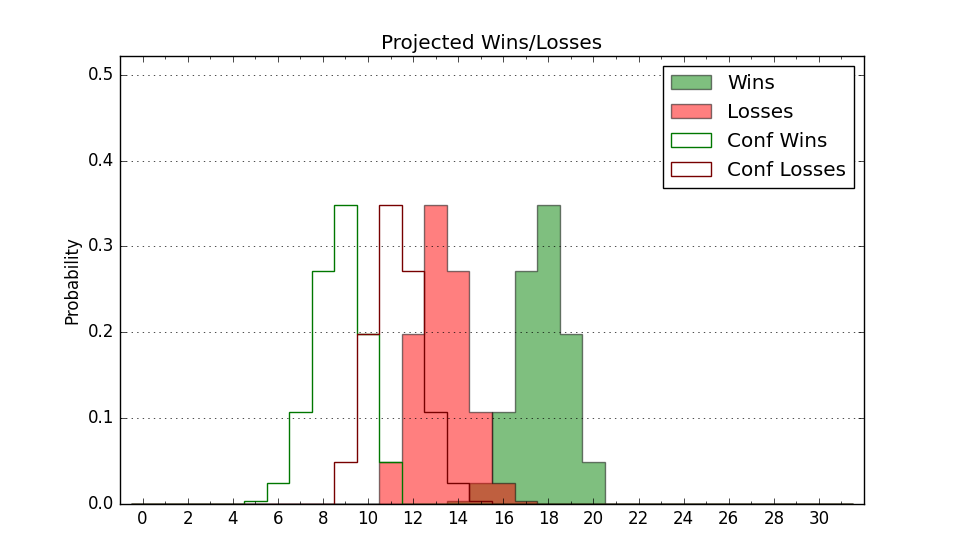 Projected Wins/Losses
Wins
Losses
Conf Wins
Conf Losses
Probability
0.5
0.4
0.3
0.2
0.1
0.0
0 2 4 6 8 10 12 14 16 18 20 22 24 26 28 30